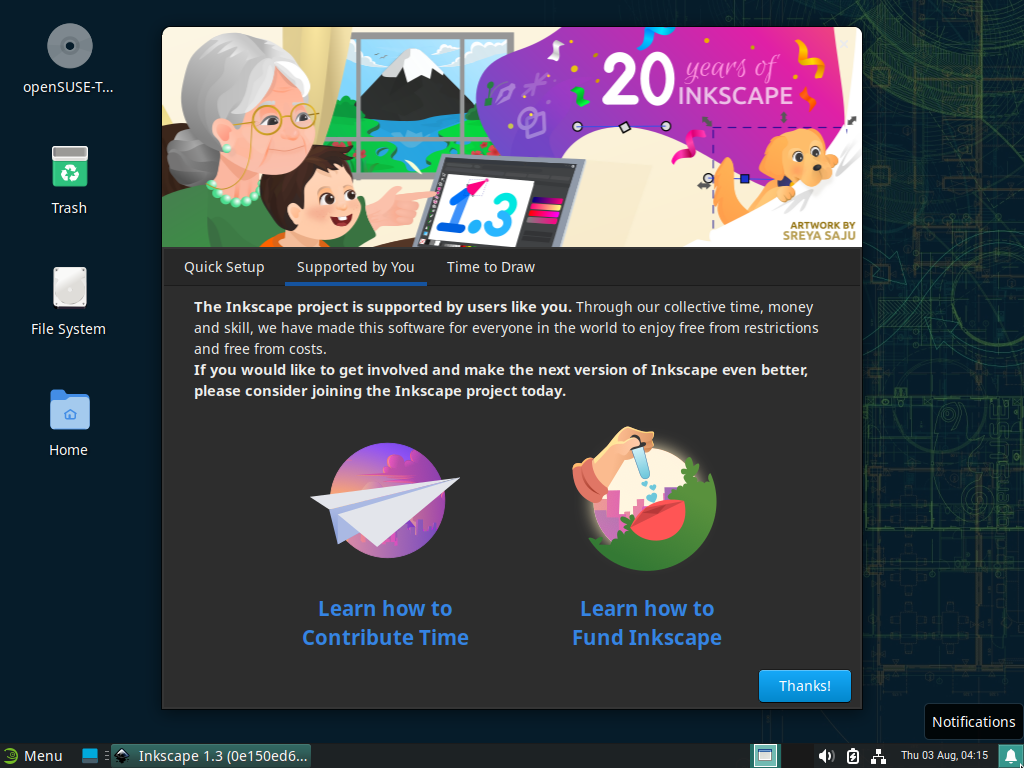 openSUSE-T...
Trash
File System
Home
20 years of
INKSCAPE
1.3
ARTWORK BY
SREYA SAJU
Quick Setup
Supported by You
Time to Draw
The Inkscape project is supported by users like you. Through our collective time, money
and skill, we have made this software for everyone in the world to enjoy free from restrictions
and free from costs.
If you would like to get involved and make the next version of Inkscape even better,
please consider joining the Inkscape project today.
Learn how to
Contribute Time
Learn how to
Fund Inkscape
Thanks!
Notifications
Menu
Inkscape 1.3 (0e150ed6...
Thu 03 Aug, 04:15